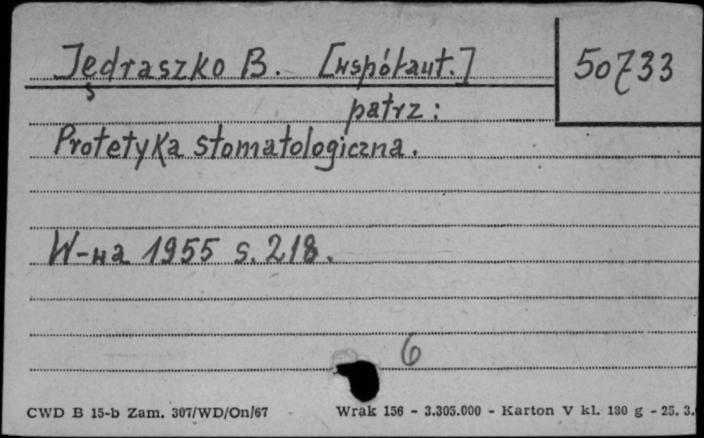 Jędraszko B. [współaut.] 50733
patrz:
Protetyka stomatologiczna.
W-wa 1955 s. 218.
6
CWD B 15-b Zam. 307/WD/On/67 Wrak 156 - 3.305.000 - Karton V kl. 180 g - 25. 3.